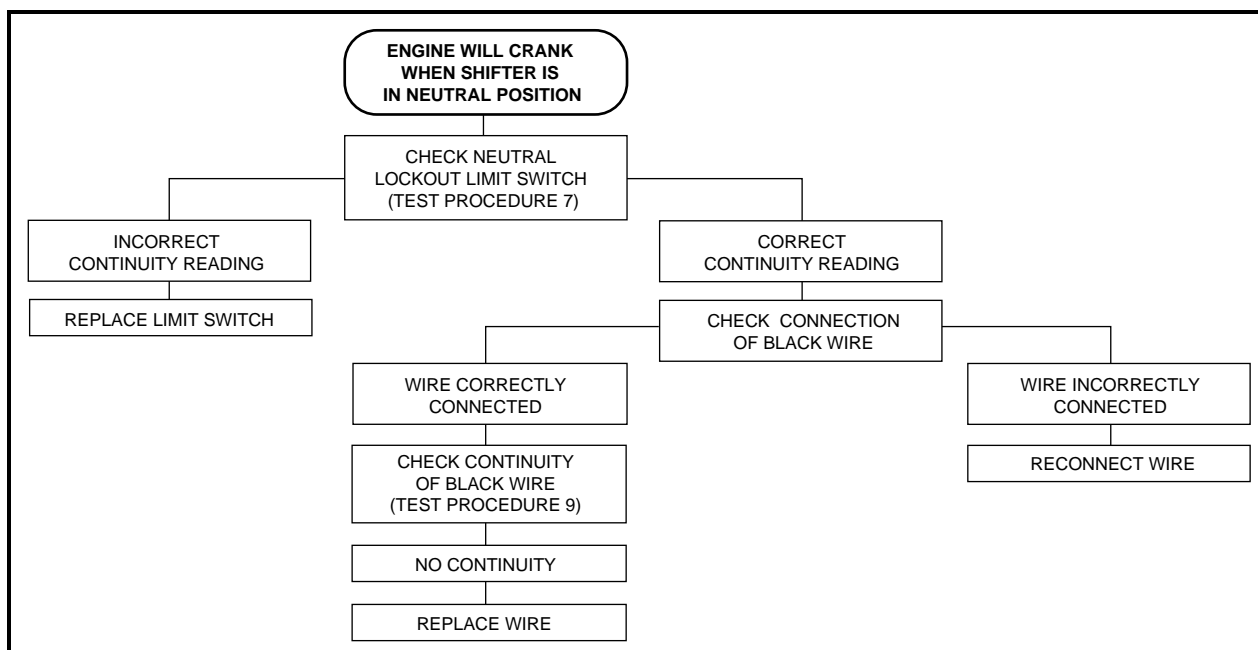 ENGINE WILL CRANK
WHEN SHIFTER IS
IN NEUTRAL POSITION
CHECK NEUTRAL
LOCKOUT LIMIT SWITCH
(TEST PROCEDURE 7)
INCORRECT
CONTINUITY READING
CORRECT
CONTINUITY READING
REPLACE LIMIT SWITCH
CHECK CONNECTION
OF BLACK WIRE
WIRE CORRECTLY
CONNECTED
WIRE INCORRECTLY
CONNECTED
CHECK CONTINUITY
OF BLACK WIRE
(TEST PROCEDURE 9)
RECONNECT WIRE
NO CONTINUITY
REPLACE WIRE